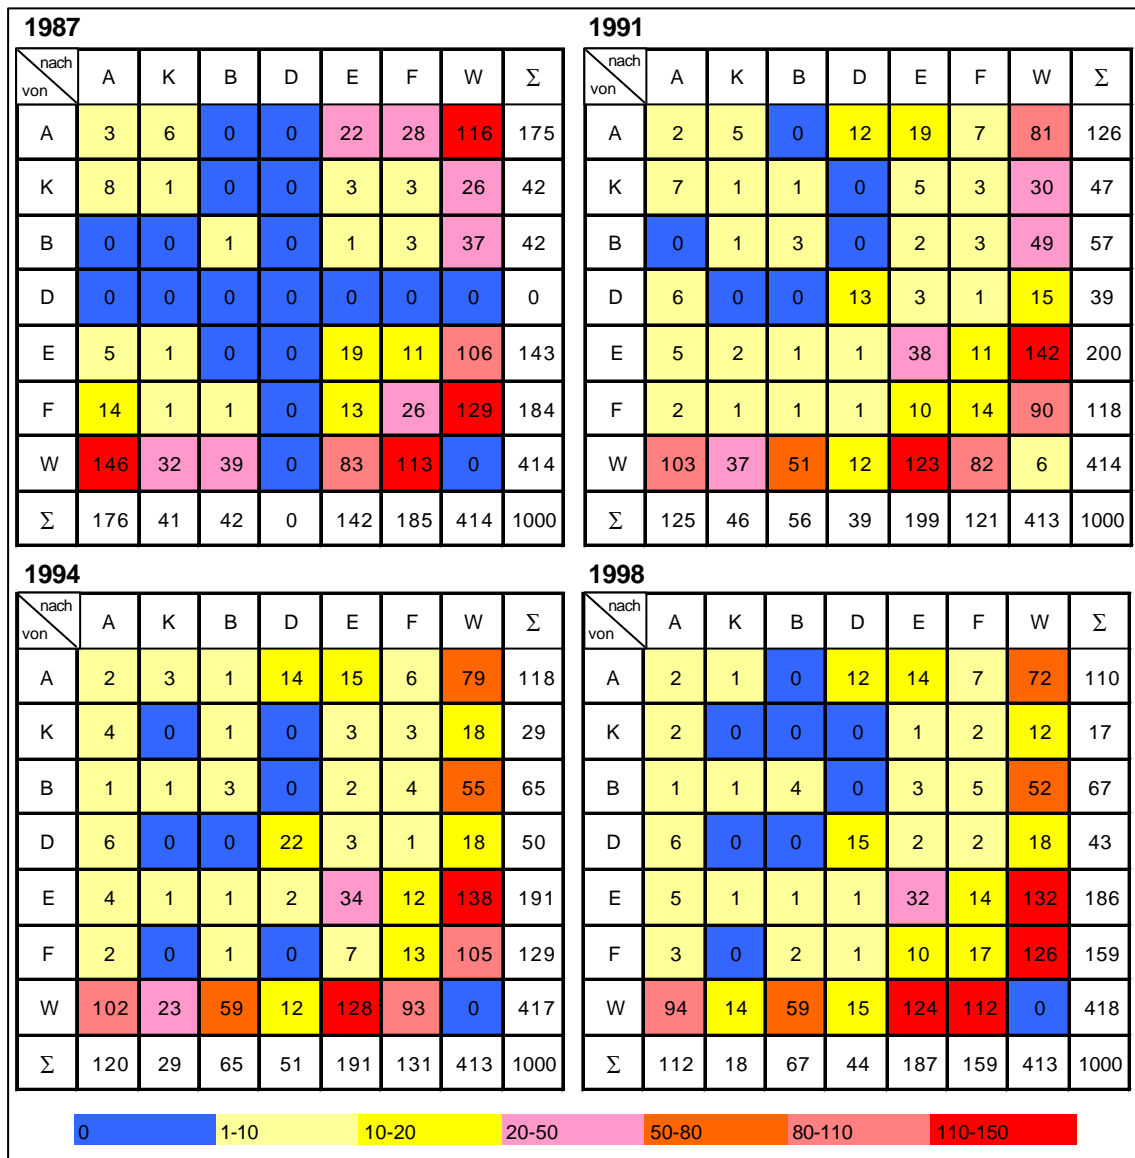 1987
nach
von A K B D E F W Σ
A 3 6 0 0 22 28 116 175
K 8 1 0 0 3 3 26 42
B 0 0 1 0 1 3 37 42
D 0 0 0 0 0 0 0 0
E 5 1 0 0 19 11 106 143
F 14 1 1 0 13 26 129 184
W 146 32 39 0 83 113 0 414
Σ 176 41 42 0 142 185 414 1000
1991
nach
von A K B D E F W Σ
A 2 5 0 12 19 7 81 126
K 7 1 1 0 5 3 30 47
B 0 1 3 0 2 3 49 57
D 6 0 0 13 3 1 15 39
E 5 2 1 1 38 11 142 200
F 2 1 1 1 10 14 90 118
W 103 37 51 12 123 82 6 414
Σ 125 46 56 39 199 121 413 1000
1994
nach
von A K B D E F W Σ
A 2 3 1 14 15 6 79 118
K 4 0 1 0 3 3 18 29
B 1 1 3 0 2 4 55 65
D 6 0 0 22 3 1 18 50
E 4 1 1 2 34 12 138 191
F 2 0 1 0 7 13 105 129
W 102 23 59 12 128 93 0 417
Σ 120 29 65 51 191 131 413 1000
1998
nach
von A K B D E F W Σ
A 2 1 0 12 14 7 72 110
K 2 0 0 0 1 2 12 17
B 1 1 4 0 3 5 52 67
D 6 0 0 15 2 2 18 43
E 5 1 1 1 32 14 132 186
F 3 0 2 1 10 17 126 159
W 94 14 59 15 124 112 0 418
Σ 112 18 67 44 187 159 413 1000
0 1-10 10-20 20-50 50-80 80-110 110-150